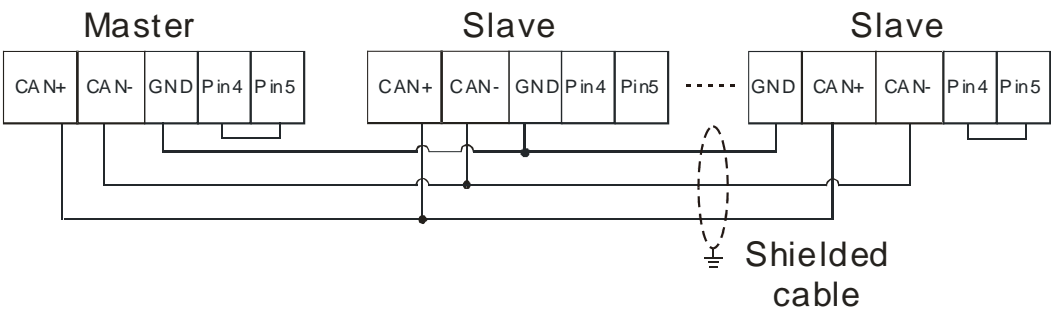 Master Slave Slave
CAN+ CAN- GND Pin4 Pin5 CAN+ CAN- GND Pin4 Pin5 GND CAN+ CAN- Pin4 Pin5
Shielded
cable